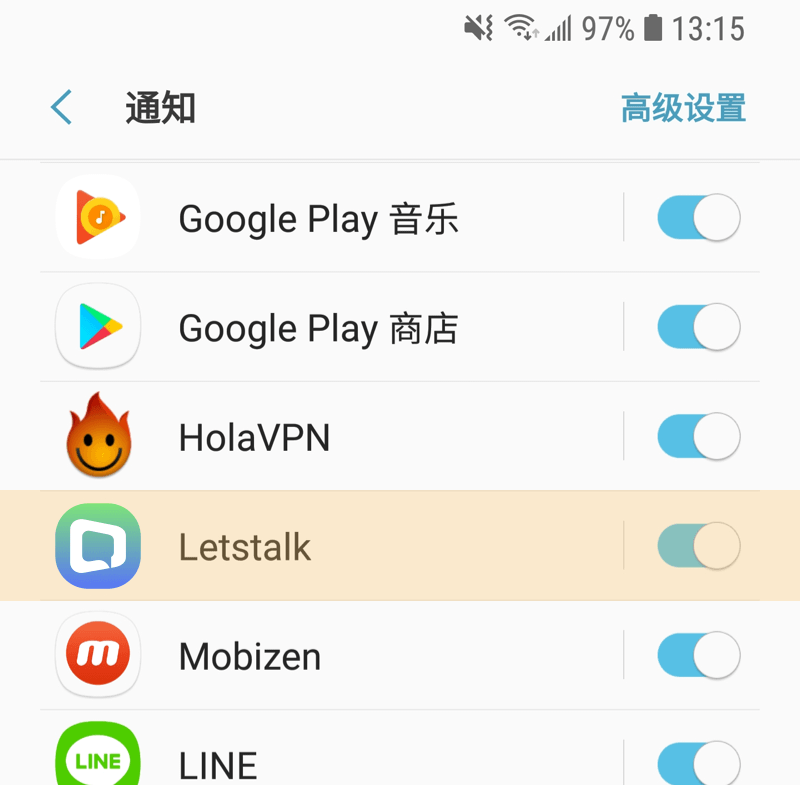 97% 13:15
通知 高级设置
Google Play 音乐
Google Play 商店
HolaVPN
Letstalk
Mobizen
LINE LINE